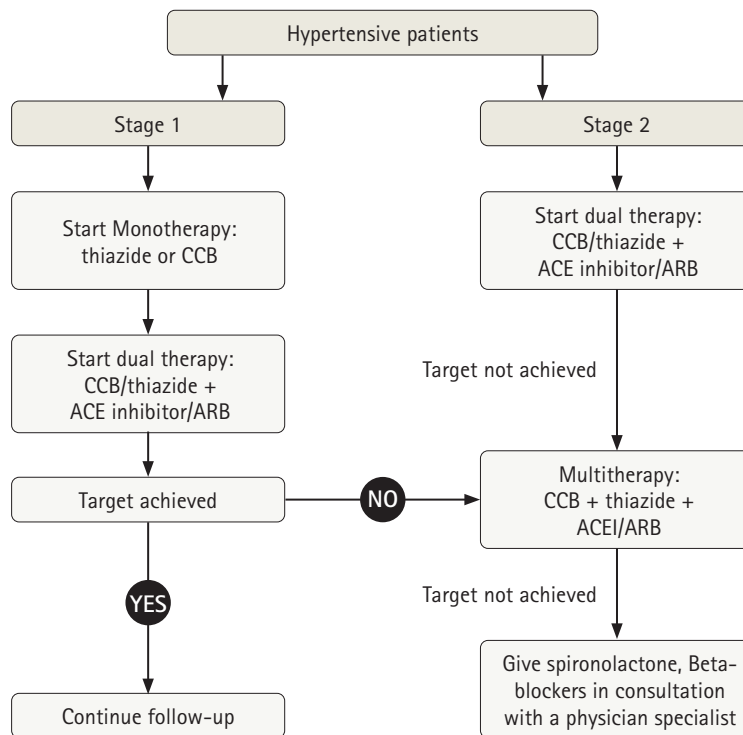 Hypertensive patients
Stage 1
Stage 2
Start Monotherapy:
thiazide or CCB
Start dual therapy:
CCB/thiazide +
ACE inhibitor/ARB
Start dual therapy:
CCB/thiazide +
ACE inhibitor/ARB
Target not achieved
Target achieved
NO
Multitherapy:
CCB + thiazide +
ACEI/ARB
YES
Target not achieved
Continue follow-up
Give spironolactone, Beta-
blockers in consultation
with a physician specialist